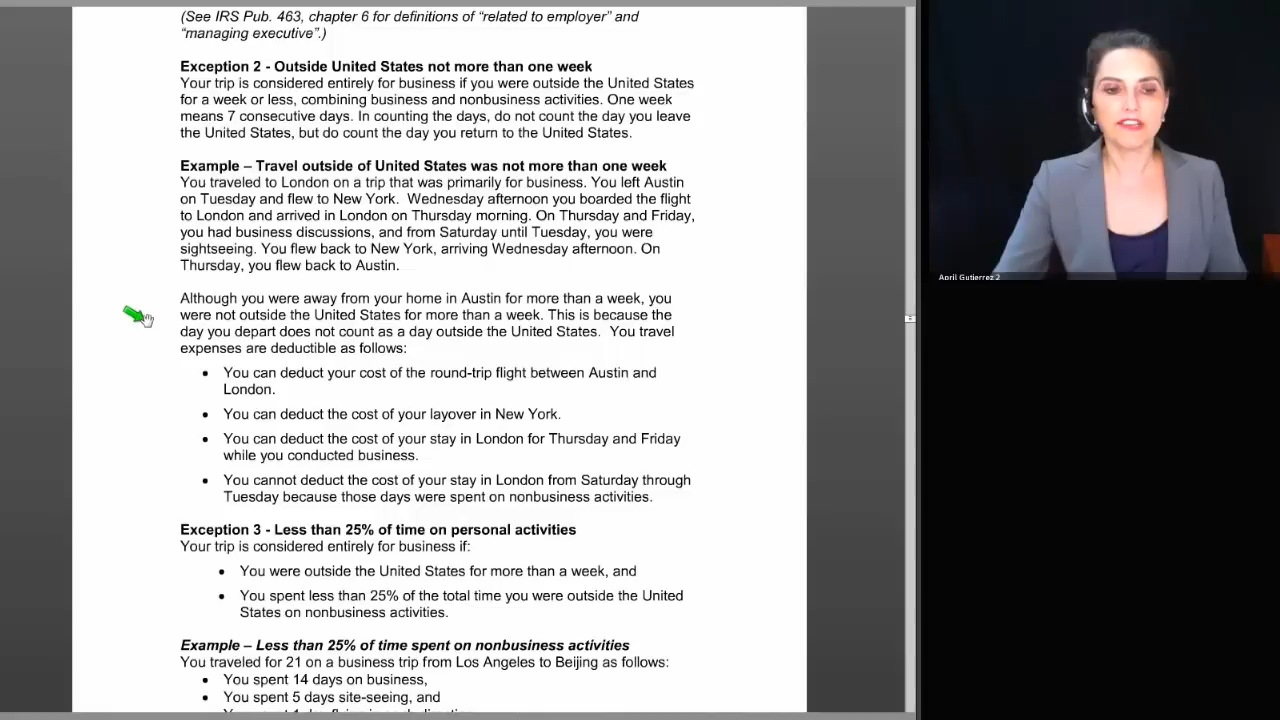 (See IRS Pub. 463, chapter 6 for definitions of “related to employer” and
“managing executive”.)
Exception 2 - Outside United States not more than one week
Your trip is considered entirely for business if you were outside the United States
for a week or less, combining business and nonbusiness activities. One week
means 7 consecutive days. In counting the days, do not count the day you leave
the United States, but do count the day you return to the United States.
Example – Travel outside of United States was not more than one week
You traveled to London on a trip that was primarily for business. You left Austin
on Tuesday and flew to New York.  Wednesday afternoon you boarded the flight
to London and arrived in London on Thursday morning. On Thursday and Friday,
you had business discussions, and from Saturday until Tuesday, you were
sightseeing. You flew back to New York, arriving Wednesday afternoon. On
Thursday, you flew back to Austin.
Although you were away from your home in Austin for more than a week, you
were not outside the United States for more than a week. This is because the
day you depart does not count as a day outside the United States.  You travel
expenses are deductible as follows:
• You can deduct your cost of the round-trip flight between Austin and
London.
• You can deduct the cost of your layover in New York.
• You can deduct the cost of your stay in London for Thursday and Friday
while you conducted business.
• You cannot deduct the cost of your stay in London from Saturday through
Tuesday because those days were spent on nonbusiness activities.
Exception 3 - Less than 25% of time on personal activities
Your trip is considered entirely for business if:
• You were outside the United States for more than a week, and
• You spent less than 25% of the total time you were outside the United
States on nonbusiness activities.
Example – Less than 25% of time spent on nonbusiness activities
You traveled for 21 on a business trip from Los Angeles to Beijing as follows:
• You spent 14 days on business,
• You spent 5 days site-seeing, and
April Gutierrez 2